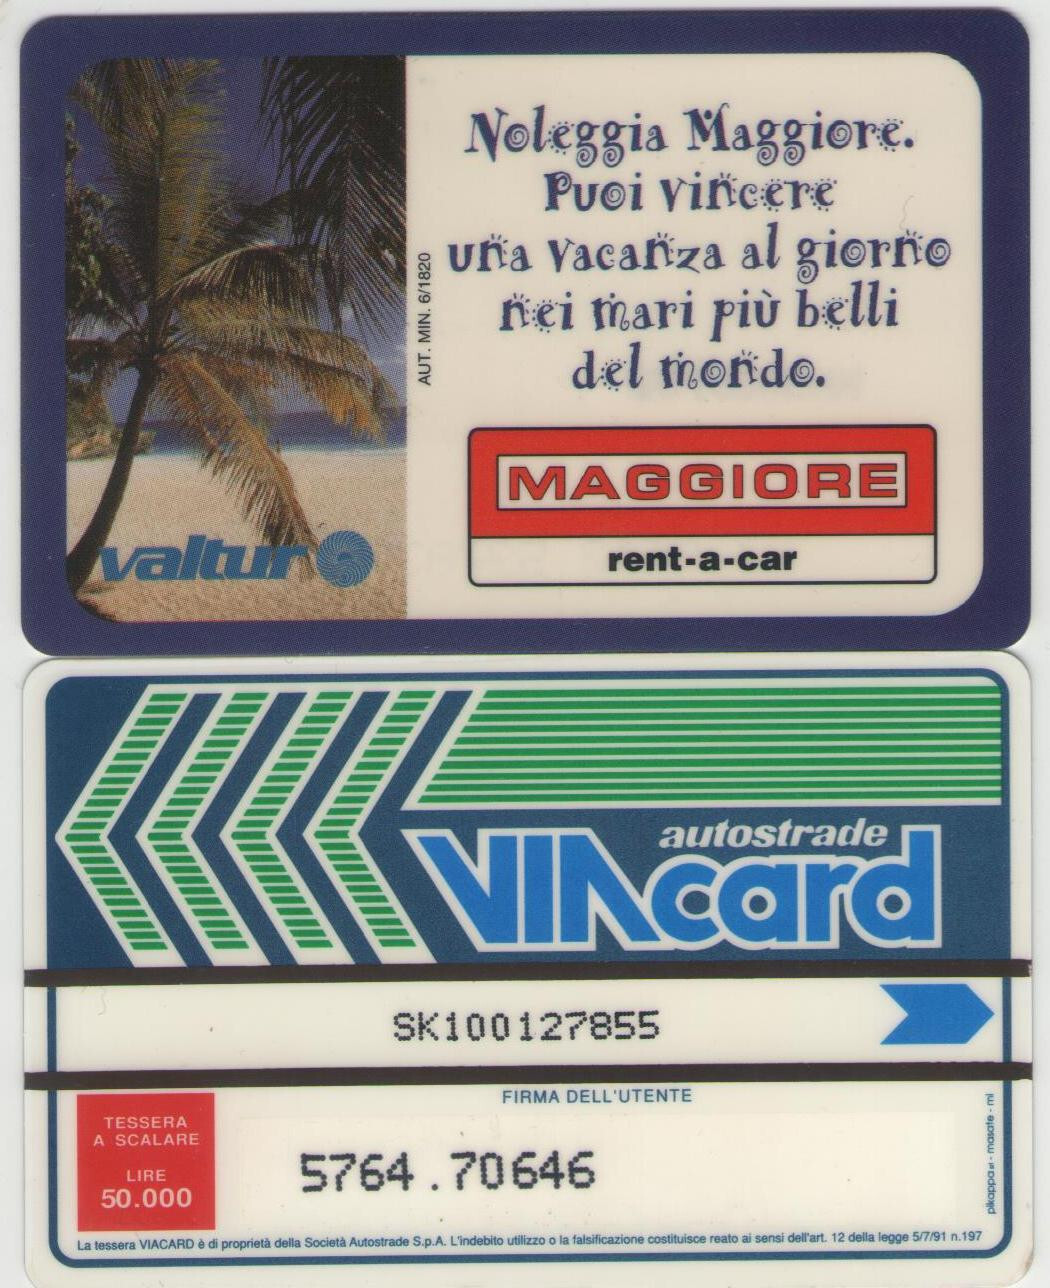 Noleggia Maggiore.
Puoi vincere
una vacanza al giorno
nei mari più belli
del mondo.
AUT. MIN. 6/1820
valtur
MAGGIORE
rent-a-car
autostrade
VIAcard
SK100127855
FIRMA DELL'UTENTE
TESSERA
A SCALARE
LIRE
50.000
5764.70646
pikappa srl - masate - mi
La tessera VIACARD è di proprietà della Società Autostrade S.p.A. L'indebito utilizzo o la falsificazione costituisce reato ai sensi dell'art. 12 della legge 5/7/91 n.197